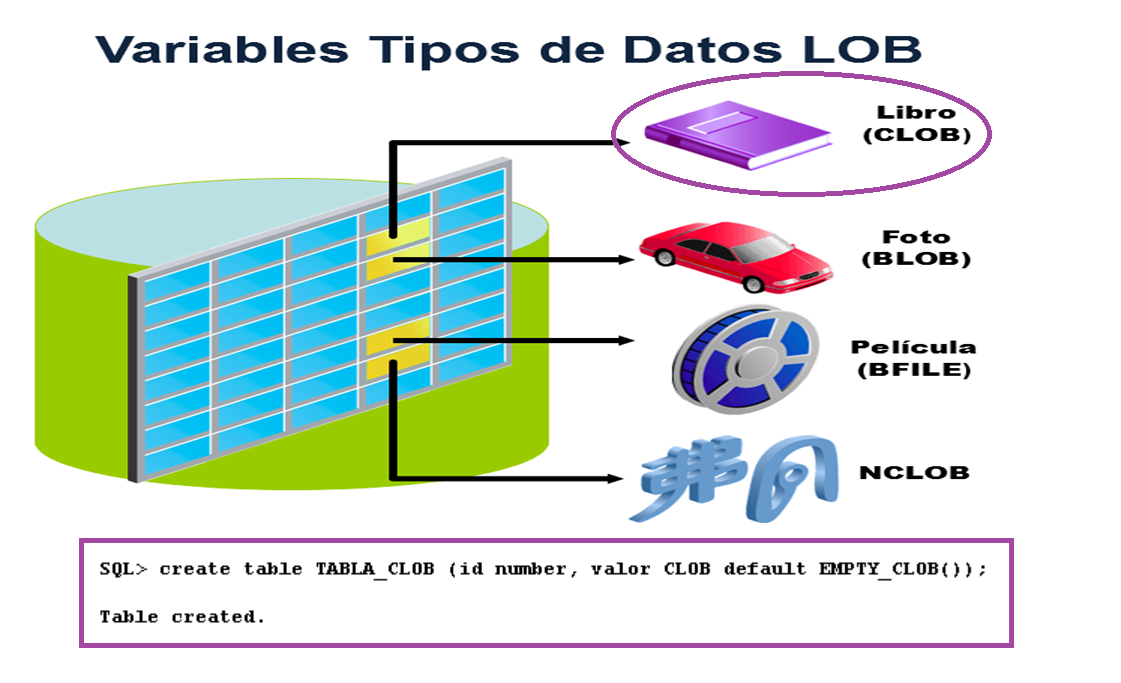 Variables Tipos de Datos LOB
Libro
(CLOB)
Foto
(BLOB)
Película
(BFILE)
NCLOB
SQL> create table TABLA_CLOB (id number, valor CLOB default EMPTY_CLOB());
Table created.